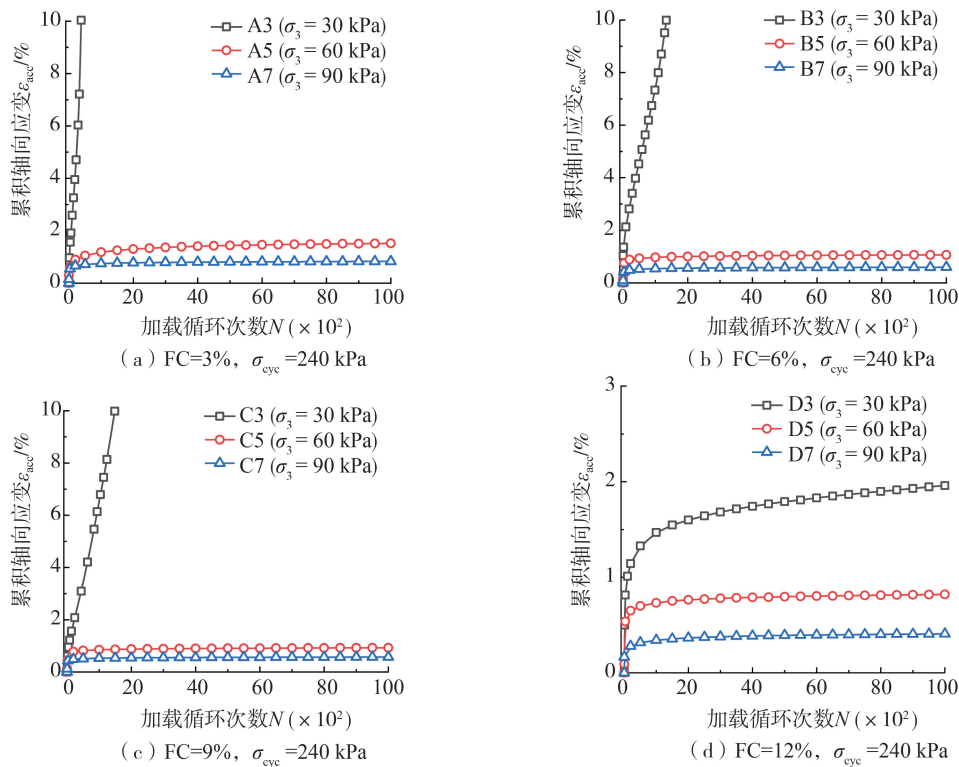 10
8
6
4
2
0
累积轴向应变εacc/%
A3 (σ3 = 30 kPa)
A5 (σ3 = 60 kPa)
A7 (σ3 = 90 kPa)
0 20 40 60 80 100
加载循环次数N (×10²)
(a) FC=3%, σcyc =240 kPa
10
8
6
4
2
0
累积轴向应变εacc/%
B3 (σ3 = 30 kPa)
B5 (σ3 = 60 kPa)
B7 (σ3 = 90 kPa)
0 20 40 60 80 100
加载循环次数N (×10²)
(b) FC=6%, σcyc =240 kPa
10
8
6
4
2
0
累积轴向应变εacc/%
C3 (σ3 = 30 kPa)
C5 (σ3 = 60 kPa)
C7 (σ3 = 90 kPa)
0 20 40 60 80 100
加载循环次数N (×10²)
(c) FC=9%, σcyc =240 kPa
3
2
1
0
累积轴向应变εacc/%
D3 (σ3 = 30 kPa)
D5 (σ3 = 60 kPa)
D7 (σ3 = 90 kPa)
0 20 40 60 80 100
加载循环次数N (×10²)
(d) FC=12%, σcyc =240 kPa